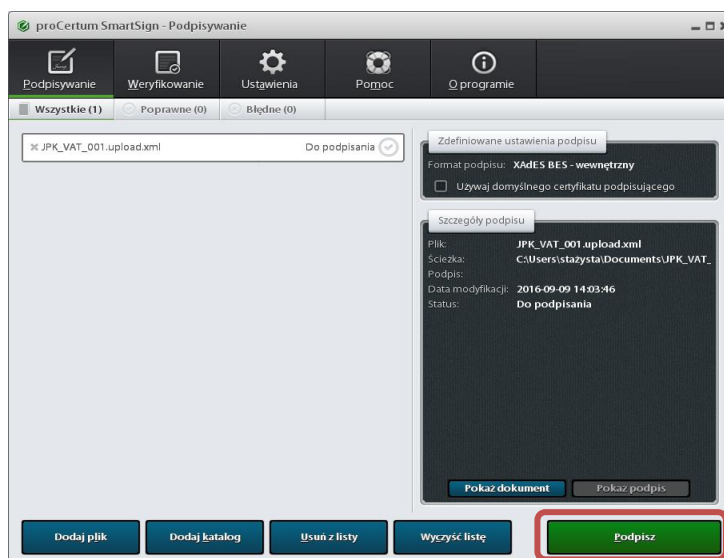 proCertum SmartSign - Podpisywanie
Podpisywanie Weryfikowanie Ustawienia Pomoc O programie
Wszystkie (1) Poprawne (0) Błędne (0)
JPK_VAT_001.upload.xml Do podpisania
Zdefiniowane ustawienia podpisu
Format podpisu: XAdES BES - wewnętrzny
Używaj domyślnego certyfikatu podpisującego
Szczegóły podpisu
Plik: JPK_VAT_001.upload.xml
Ścieżka: C:\Users\stażysta\Documents\JPK_VAT_
Podpis:
Data modyfikacji: 2016-09-09 14:03:46
Status: Do podpisania
Pokaż dokument Pokaż podpis
Dodaj plik Dodaj katalog Usuń z listy Wyczyść listę Podpisz